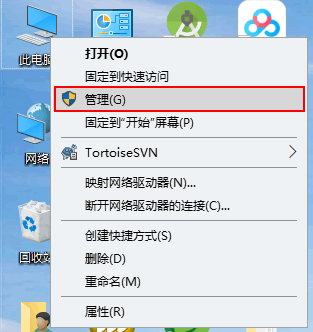 此电脑
打开(O)
固定到快速访问
管理(G)
固定到"开始"屏幕(P)
网络
TortoiseSVN
映射网络驱动器(N)...
断开网络驱动器的连接(C)...
创建快捷方式(S)
回收
删除(D)
重命名(M)
属性(R)